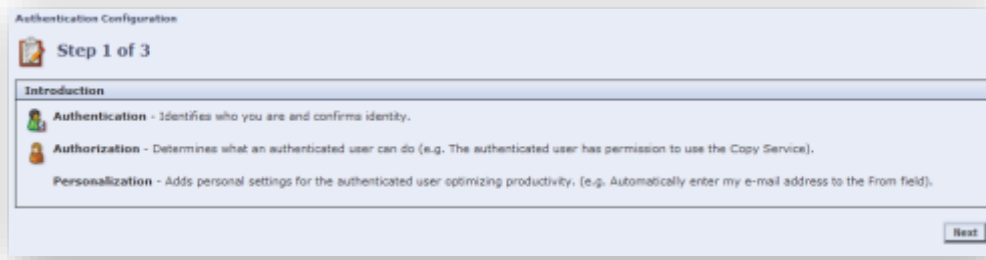 Authentication Configuration
Step 1 of 3
Introduction
Authentication - Identifies who you are and confirms identity.
Authorization - Determines what an authenticated user can do (e.g. The authenticated user has permission to use the Copy Service).
Personalization - Adds personal settings for the authenticated user optimizing productivity. (e.g. Automatically enter my e-mail address to the From field).
Next